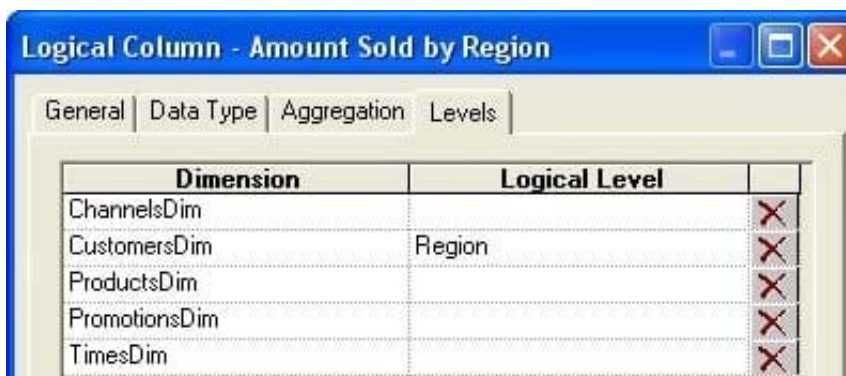 Logical Column - Amount Sold by Region
General Data Type Aggregation Levels
Dimension Logical Level
ChannelsDim
CustomersDim Region
ProductsDim
PromotionsDim
TimesDim